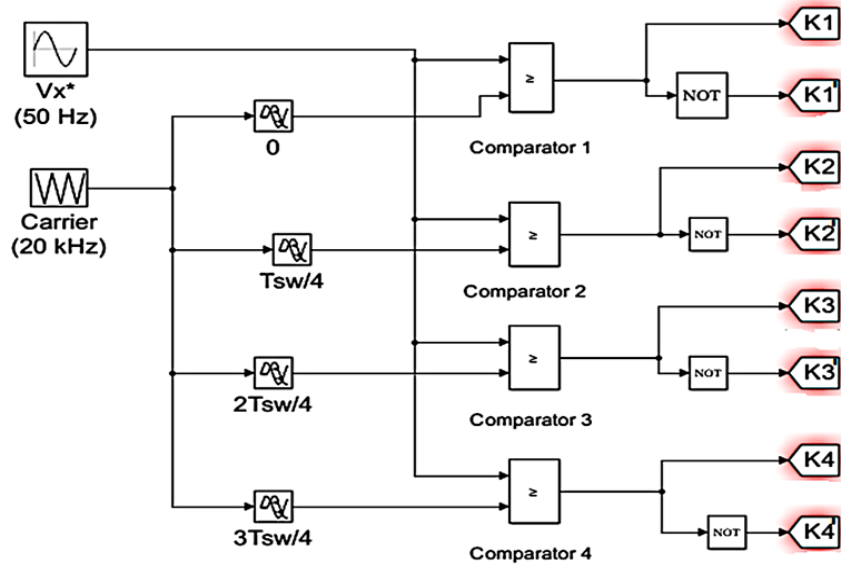 Vx*
(50 Hz)
Carrier
(20 kHz)
0
Tsw/4
2Tsw/4
3Tsw/4
≥
Comparator 1
≥
Comparator 2
≥
Comparator 3
≥
Comparator 4
NOT
NOT
NOT
NOT
K1
K1'
K2
K2'
K3
K3'
K4
K4'